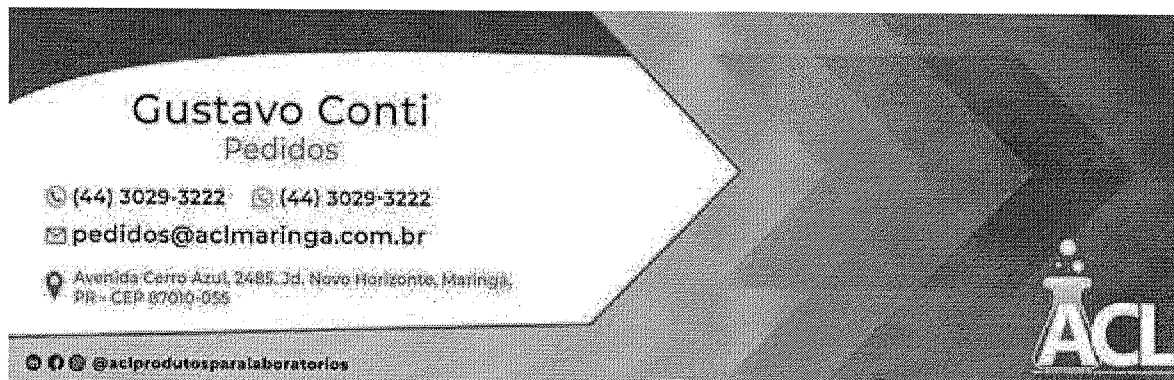 Gustavo Conti
Pedidos
(44) 3029-3222 (44) 3029-3222
pedidos@aclmaringa.com.br
Avenida Cerro Azul, 2485, Jd. Novo Horizonte, Maringá,
PR - CEP 87010-055
@aclprodutosparalaboratorios
ACL